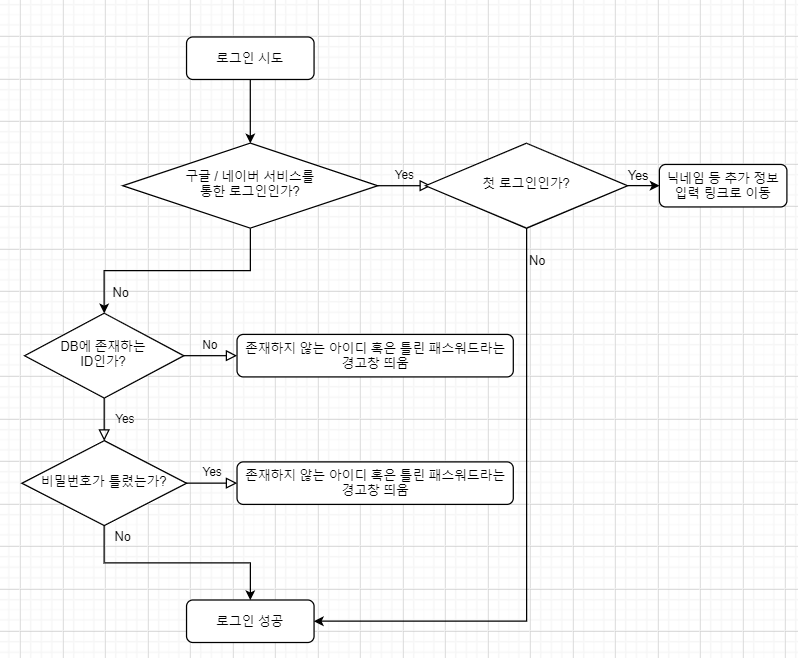 로그인 시도
구글 / 네이버 서비스를
통한 로그인인가?
Yes
첫 로그인인가?
Yes
닉네임 등 추가 정보
입력 링크로 이동
No
No
DB에 존재하는
ID인가?
No
존재하지 않는 아이디 혹은 틀린 패스워드라는
경고창 띄움
Yes
비밀번호가 틀렸는가?
Yes
존재하지 않는 아이디 혹은 틀린 패스워드라는
경고창 띄움
No
로그인 성공